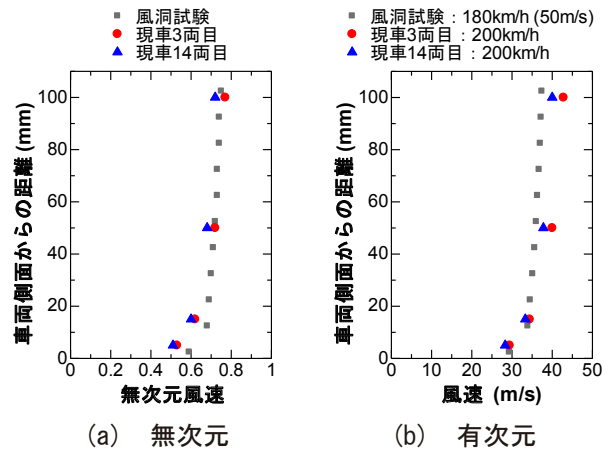 風洞試験
現車3両目
現車14両目
車両側面からの距離 (mm)
100
80
60
40
20
0
0 0.2 0.4 0.6 0.8 1
無次元風速
(a) 無次元
風洞試験：180km/h (50m/s)
現車3両目：200km/h
現車14両目：200km/h
車両側面からの距離 (mm)
100
80
60
40
20
0
0 10 20 30 40 50
風速 (m/s)
(b) 有次元